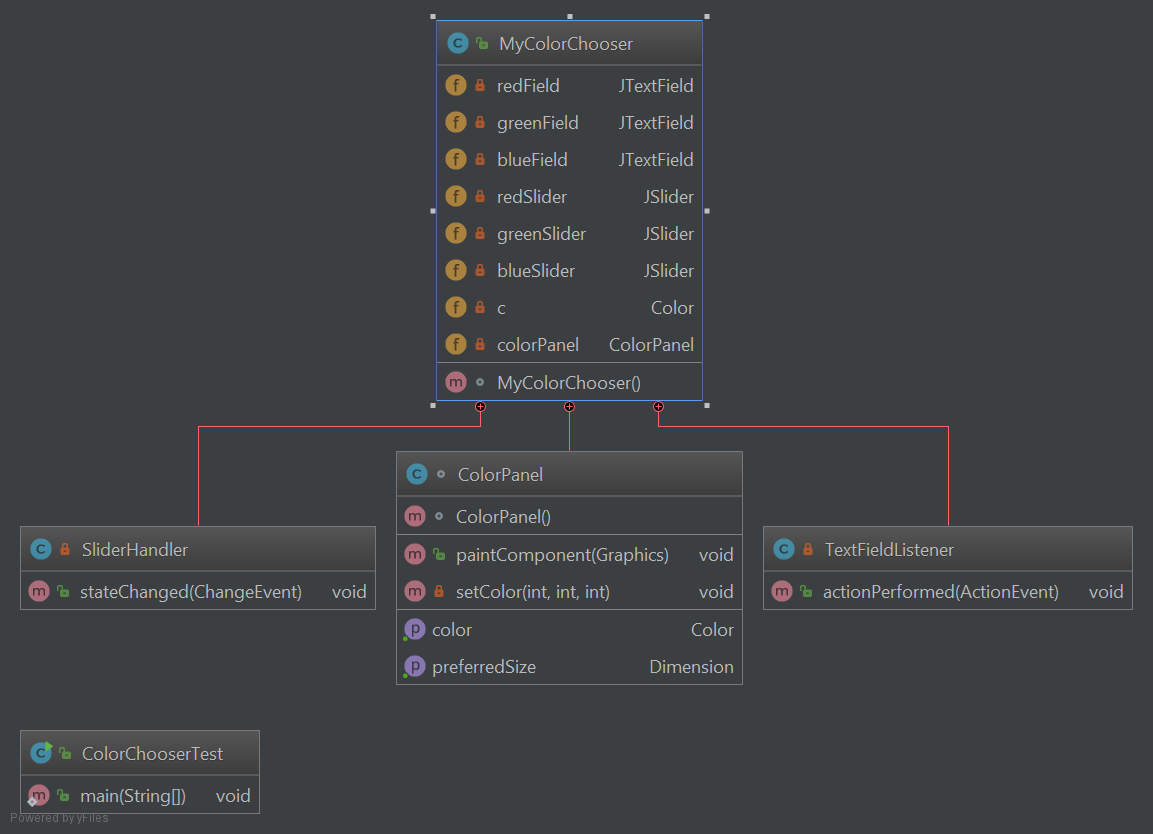 MyColorChooser
redField JTextField
greenField JTextField
blueField JTextField
redSlider JSlider
greenSlider JSlider
blueSlider JSlider
c Color
colorPanel ColorPanel
MyColorChooser()
ColorPanel
ColorPanel()
paintComponent(Graphics) void
setColor(int, int, int) void
color Color
preferredSize Dimension
SliderHandler
stateChanged(ChangeEvent) void
TextFieldListener
actionPerformed(ActionEvent) void
ColorChooserTest
main(String[]) void
Powered by yFiles